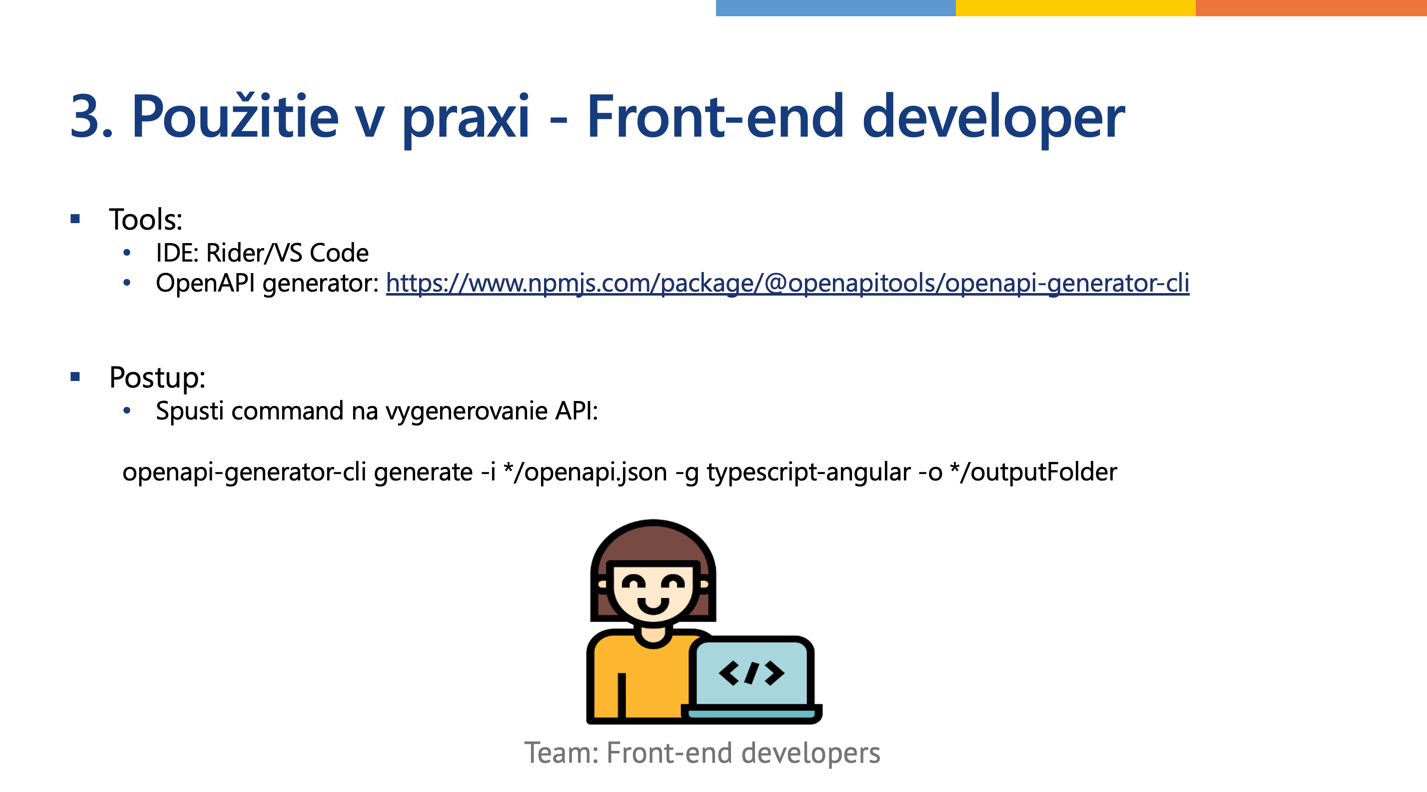 3. Použitie v praxi - Front-end developer
Tools:
IDE: Rider/VS Code
OpenAPI generator: https://www.npmjs.com/package/@openapitools/openapi-generator-cli
Postup:
Spusti command na vygenerovanie API:
openapi-generator-cli generate -i */openapi.json -g typescript-angular -o */outputFolder
</>
Team: Front-end developers